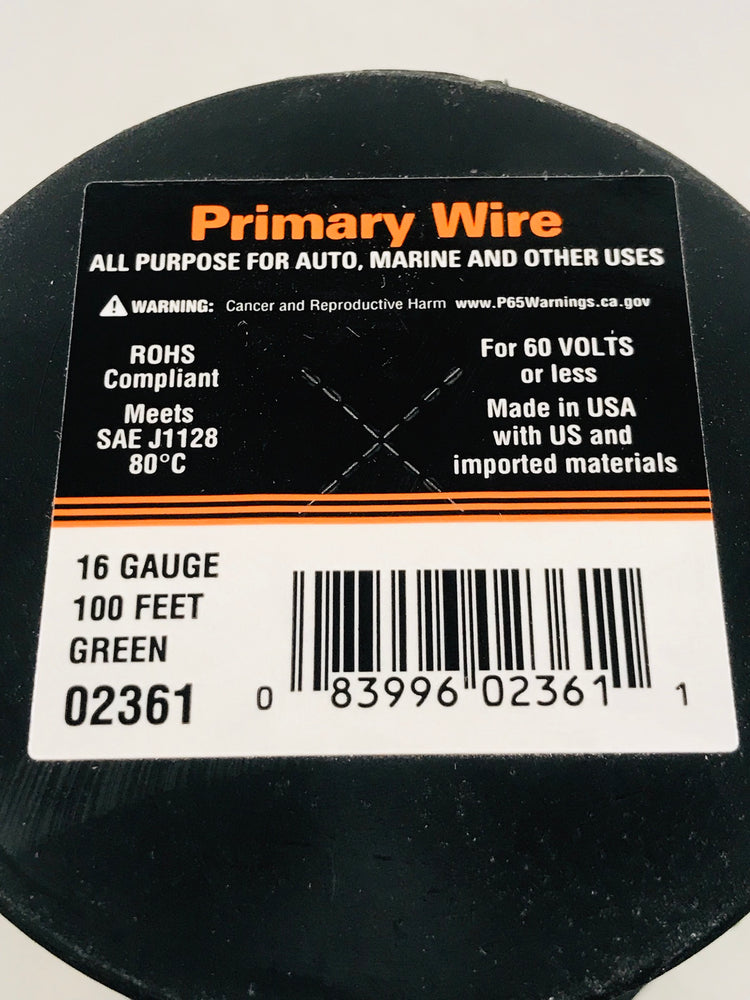 Primary Wire
ALL PURPOSE FOR AUTO, MARINE AND OTHER USES
WARNING: Cancer and Reproductive Harm www.P65Warnings.ca.gov
ROHS
Compliant
Meets
SAE J1128
80°C
For 60 VOLTS
or less
Made in USA
with US and
imported materials
16 GAUGE
100 FEET
GREEN
02361
0 83996 02361 1